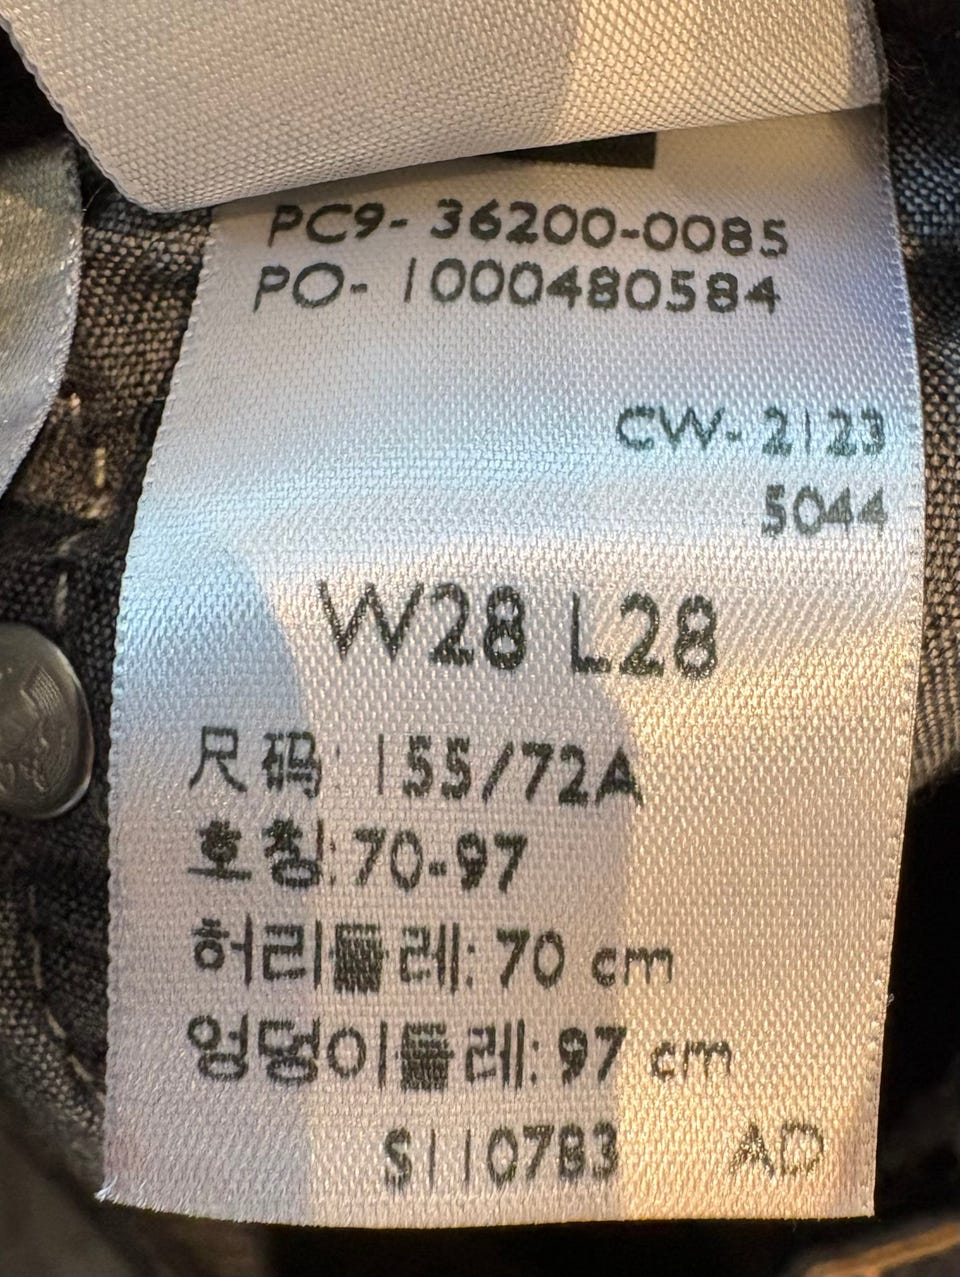 PC9- 36200-0085
PO- 1000480584
CW- 2123
5044
W28 L28
尺码: 155/72A
호칭: 70-97
허리둘레: 70 cm
엉덩이둘레: 97 cm
S110783 AD